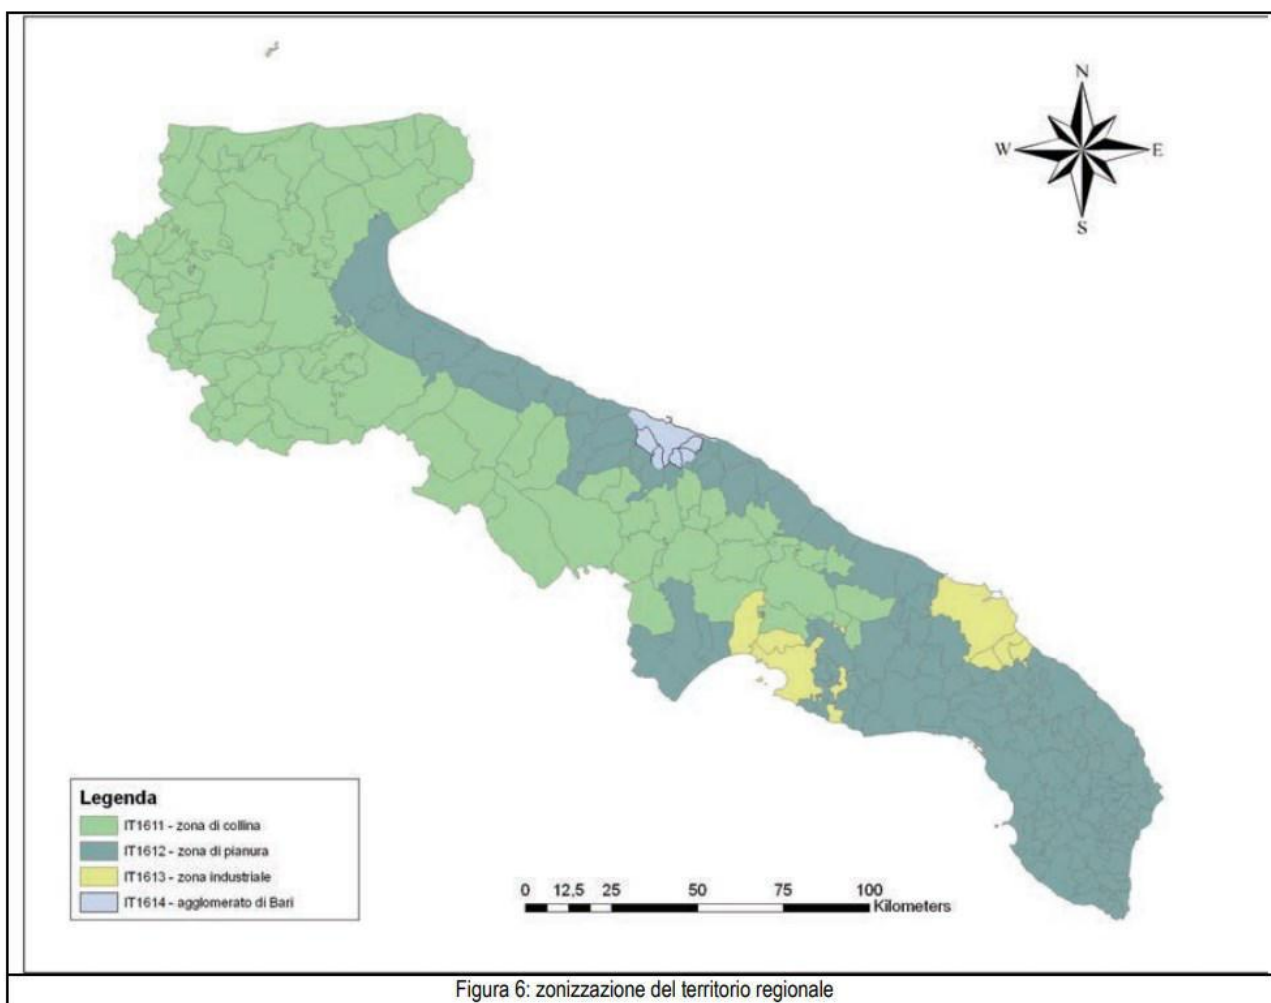 N
W E
S
Legenda
IT1611 - zona di collina
IT1612 - zona di pianura
IT1613 - zona industriale
IT1614 - agglomerato di Bari
0 12,5 25 50 75 100
Kilometers
Figura 6: zonizzazione del territorio regionale